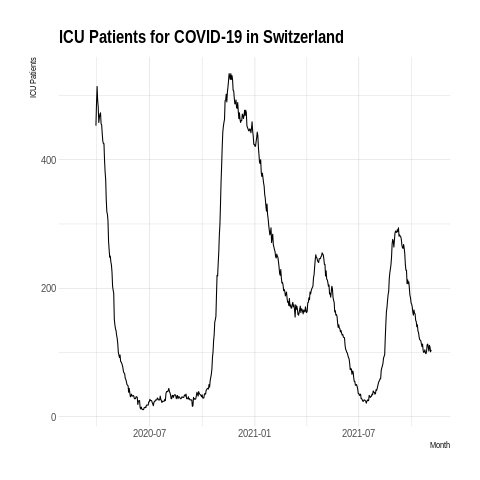 ICU Patients for COVID-19 in Switzerland
ICU Patients
400
200
0
2020-07
2021-01
2021-07
Month